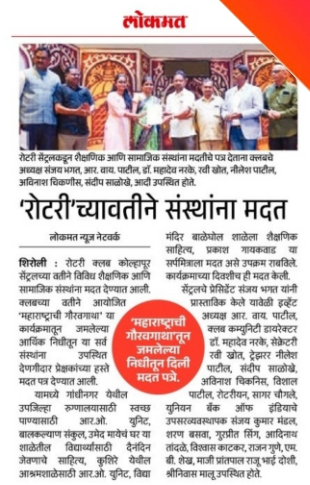 लोकमत
रोटरी सेंट्रलकडून शैक्षणिक आणि सामाजिक संस्थांना मदतीचे पत्र देताना क्लबचे
अध्यक्ष संजय भगत, आर. वाय. पाटील, डॉ. महादेव नरके, रवी खोत, नीलेश पाटील,
अविनाश चिकणीस, संदीप साळोखे, आदी उपस्थित होते.
‘रोटरी’च्यावतीने संस्थांना मदत
लोकमत न्यूज नेटवर्क
शिरोली : रोटरी क्लब कोल्हापूर
सेंट्रलच्या वतीने विविध शैक्षणिक आणि
सामाजिक संस्थांना मदत देण्यात आली.
क्लबच्या वतीने आयोजित
‘महाराष्ट्राची गौरवगाथा’ या
कार्यक्रमातून जमलेल्या
आर्थिक निधीतून या सर्व
संस्थांना उपस्थित
देणगीदार प्रेक्षकांच्या हस्ते
मदत पत्र देण्यात आली.
यामध्ये गांधीनगर येथील
उपजिल्हा रुग्णालयासाठी स्वच्छ
पाण्यासाठी आर.ओ. युनिट,
बालकल्याण संकुल, उमेद मायेचं घर या
शाळेतील विद्यार्थ्यांसाठी दैनंदिन
जेवणाचे साहित्य, कुशिरे येथील
आश्रमशाळेसाठी आर.ओ. युनिट, विद्या
मंदिर बाळेघोल शाळेला शैक्षणिक
साहित्य, प्रकाश गायकवाड या
सर्पमित्राला मदत असे उपक्रम राबविले.
कार्यक्रमाच्या दिवशीच ही मदत केली.
सेंट्रलचे प्रेसिडेंट संजय भगत यांनी
प्रास्ताविक केले यावेळी इव्हेंट
अध्यक्ष आर. वाय. पाटील,
क्लब कम्युनिटी डायरेक्टर
डॉ. महादेव नरके, सेक्रेटरी
रवी खोत, ट्रेझरर नीलेश
पाटील, संदीप साळोखे,
अविनाश चिकनिस, विशाल
पाटील, रोटरीयन, सागर चौगले,
युनियन बँक ऑफ इंडियाचे
उपसरव्यवस्थापक संजय कुमार मंडल,
शरण बसवा, गुरप्रीत सिंग, आदिनाथ
तांदळे, विश्वास काटकर, राजन गुणे, एम.
बी. शेख, माजी प्रांतपाल राजू भाई दोशी,
श्रीनिवास मालू उपस्थित होते.
‘महाराष्ट्राची
गौरवगाथा’तून
जमलेल्या
निधीतून दिली
मदत पत्रे.